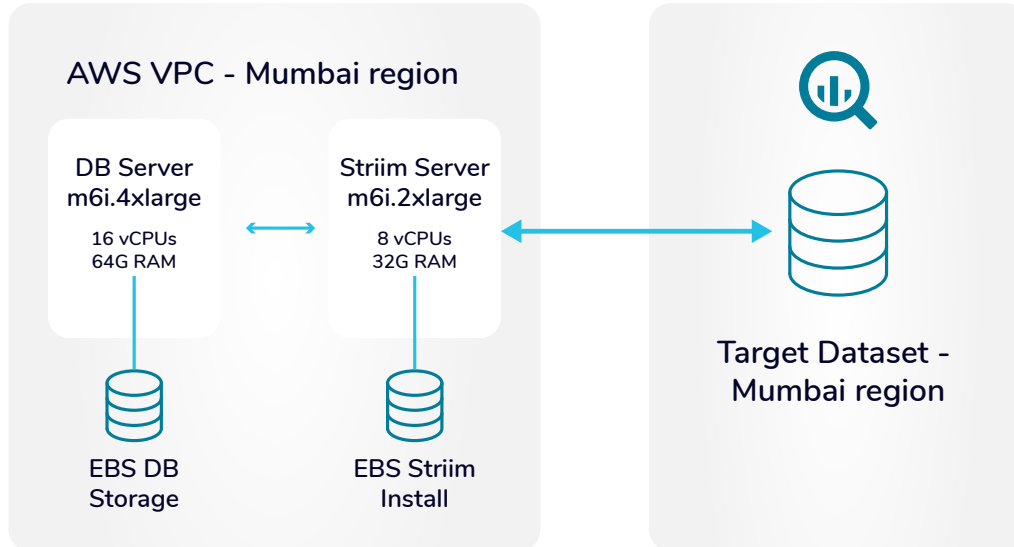 AWS VPC - Mumbai region
DB Server
m6i.4xlarge
16 vCPUs
64G RAM
EBS DB
Storage
Striim Server
m6i.2xlarge
8 vCPUs
32G RAM
EBS Striim
Install
Target Dataset -
Mumbai region